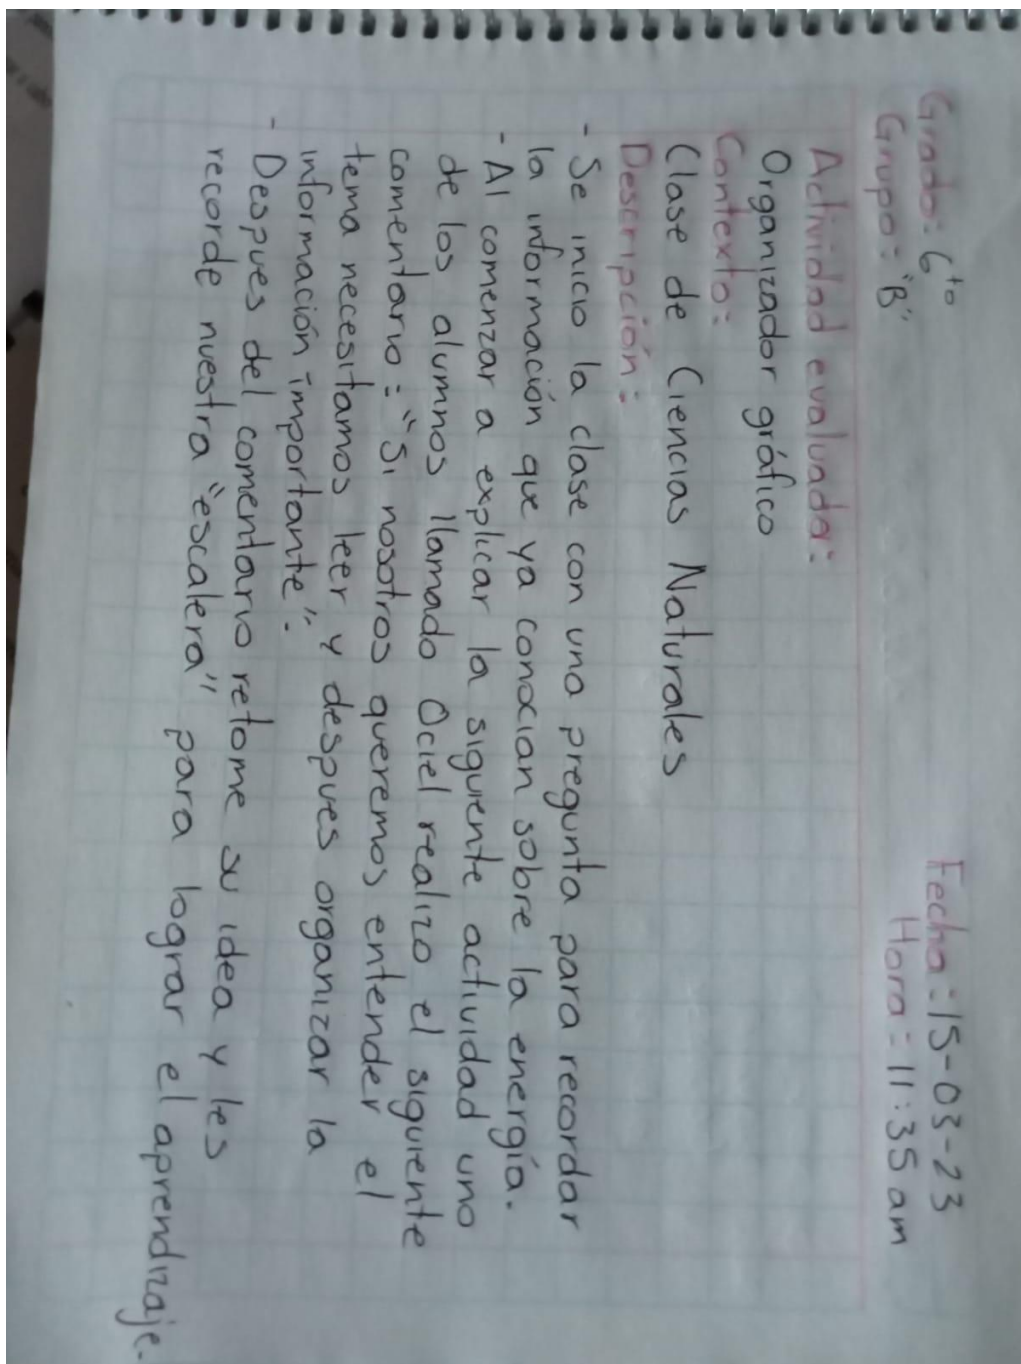 Grado: 6to
Fecha: 15-03-23
Grupo: "B"
Hora: 11:35 am
Actividad evaluada:
Organizador gráfico
Contexto:
Clase de Ciencias Naturales
Descripción:
- Se inicio la clase con una pregunta para recordar
la información que ya conocian sobre la energía.
- Al comenzar a explicar la siguiente actividad uno
de los alumnos llamado Ociel realizo el siguiente
comentario: "Si nosotros queremos entender el
tema necesitamos leer y despues organizar la
información importante".
- Despues del comentario retome su idea y les
recorde nuestra "escalera" para lograr el aprendizaje.